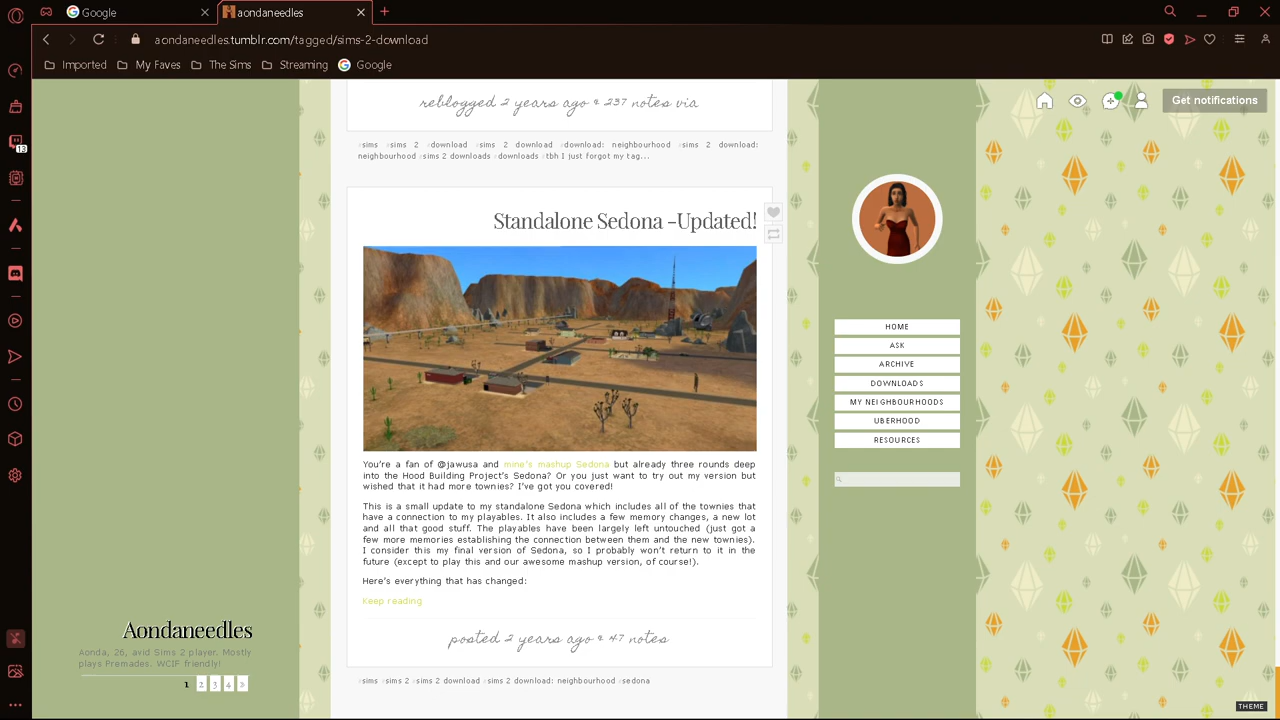 Google
aondaneedles
aondaneedles.tumblr.com/tagged/sims-2-download
Imported
My Faves
The Sims
Streaming
Google
13
Get notifications
reblogged 2 years ago & 237 notes via
#sims #sims 2 #download #sims 2 download #download: neighbourhood #sims 2 download:
neighbourhood #sims 2 downloads #downloads #tbh I just forgot my tag...
Standalone Sedona -Updated!
You're a fan of @jawusa and mine's mashup Sedona but already three rounds deep
into the Hood Building Project's Sedona? Or you just want to try out my version but
wished that it had more townies? I've got you covered!
This is a small update to my standalone Sedona which includes all of the townies that
have a connection to my playables. It also includes a few memory changes, a new lot
and all that good stuff. The playables have been largely left untouched (just got a
few more memories establishing the connection between them and the new townies).
I consider this my final version of Sedona, so I probably won't return to it in the
future (except to play this and our awesome mashup version, of course!).
Here's everything that has changed:
Keep reading
posted 2 years ago & 47 notes
#sims #sims 2 #sims 2 download #sims 2 download: neighbourhood #sedona
HOME
ASK
ARCHIVE
DOWNLOADS
MY NEIGHBOURHOODS
UBERHOOD
RESOURCES
Aondaneedles
Aonda, 26, avid Sims 2 player. Mostly
plays Premades. WCIF friendly!
1 2 3 4 »
THEME